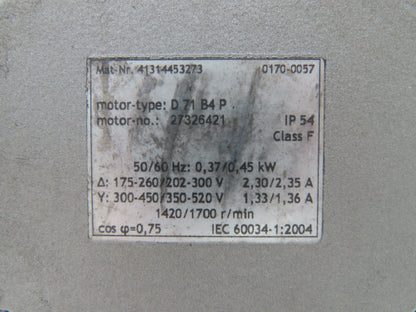 Mat-Nr. 41314453273 0170-0057
motor-type: D 71 B4 P IP 54
motor-no.: 27326421 Class F
50/60 Hz: 0,37/0,45 kW
Δ: 175-260/202-300 V 2,30/2,35 A
Y: 300-450/350-520 V 1,33/1,36 A
1420/1700 r/min
cos φ=0,75 IEC 60034-1:2004